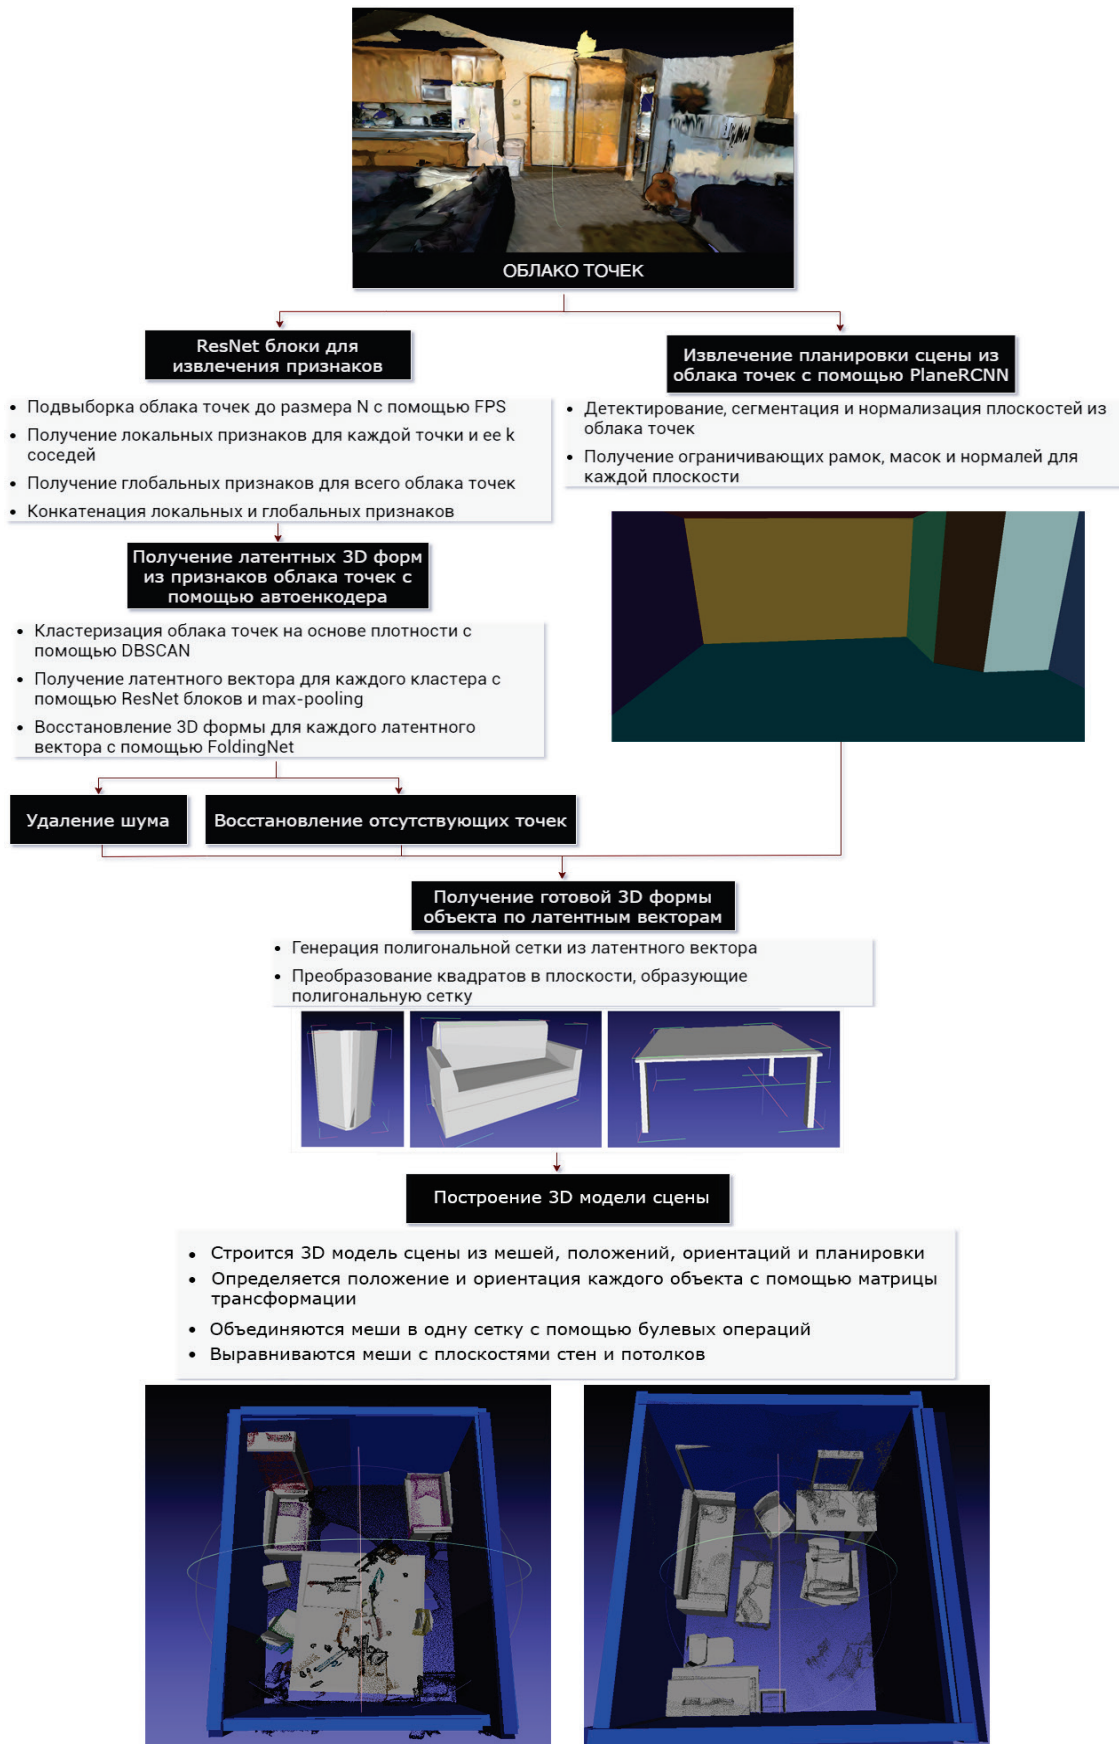 ОБЛАКО ТОЧЕК
ResNet блоки для
извлечения признаков
• Подвыборка облака точек до размера N с помощью FPS
• Получение локальных признаков для каждой точки и ее k
соседей
• Получение глобальных признаков для всего облака точек
• Конкатенация локальных и глобальных признаков
Извлечение планировки сцены из
облака точек с помощью PlaneRCNN
• Детектирование, сегментация и нормализация плоскостей из
облака точек
• Получение ограничивающих рамок, масок и нормалей для
каждой плоскости
Получение латентных 3D форм
из признаков облака точек с
помощью автоенкодера
• Кластеризация облака точек на основе плотности с
помощью DBSCAN
• Получение латентного вектора для каждого кластера с
помощью ResNet блоков и max-pooling
• Восстановление 3D формы для каждого латентного
вектора с помощью FoldingNet
Удаление шума
Восстановление отсутствующих точек
Получение готовой 3D формы
объекта по латентным векторам
• Генерация полигональной сетки из латентного вектора
• Преобразование квадратов в плоскости, образующие
полигональную сетку
Построение 3D модели сцены
• Строится 3D модель сцены из мешей, положений, ориентаций и планировки
• Определяется положение и ориентация каждого объекта с помощью матрицы
трансформации
• Объединяются меши в одну сетку с помощью булевых операций
• Выравниваются меши с плоскостями стен и потолков